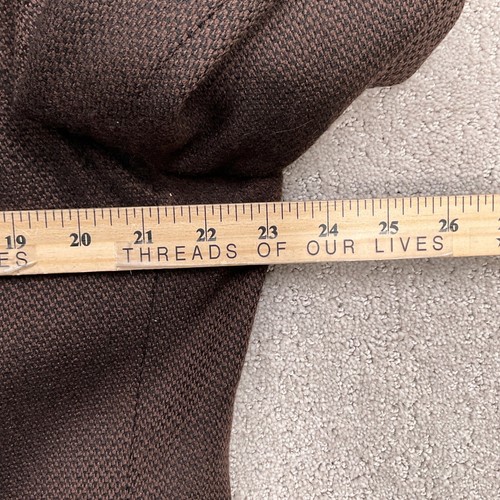 19 20 21 22 23 24 25 26
ES THREADS OF OUR LIVES